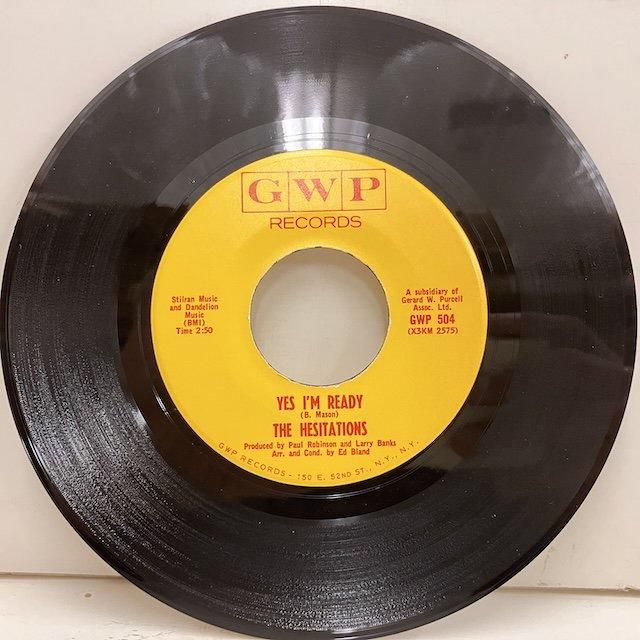 GWP
RECORDS
Stilran Music
and Dandelion
Music
(BMI)
Time 2:50
A subsidiary of
Gerard W. Purcell
Assoc. Ltd.
GWP 504
(X3KM 2575)
YES I'M READY
(B. Mason)
THE HESITATIONS
Produced by Paul Robinson and Larry Banks
Arr. and Cond. by Ed Bland
GWP RECORDS - 150 E. 52ND ST., N.Y., N.Y.